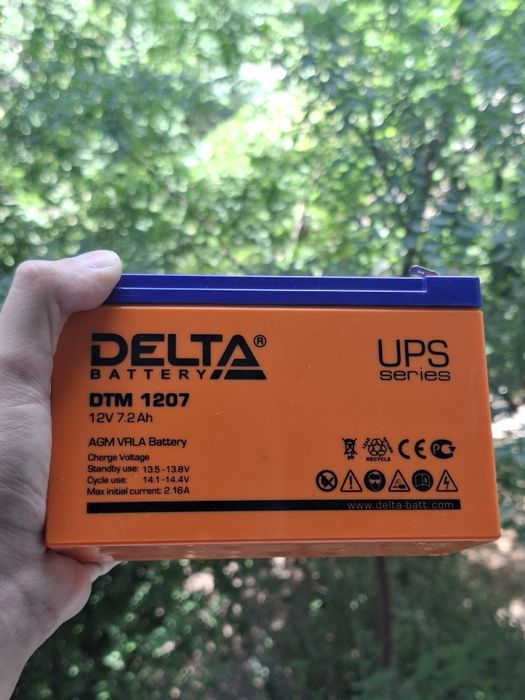 DELTA®
BATTERY
UPS
series
DTM 1207
12V 7.2Ah
AGM VRLA Battery
Charge Voltage
Standby use: 13.5-13.8V
Cycle use: 14.1-14.4V
Max initial current: 2.16A
RECYCLE
CE
www.delta-batt.com